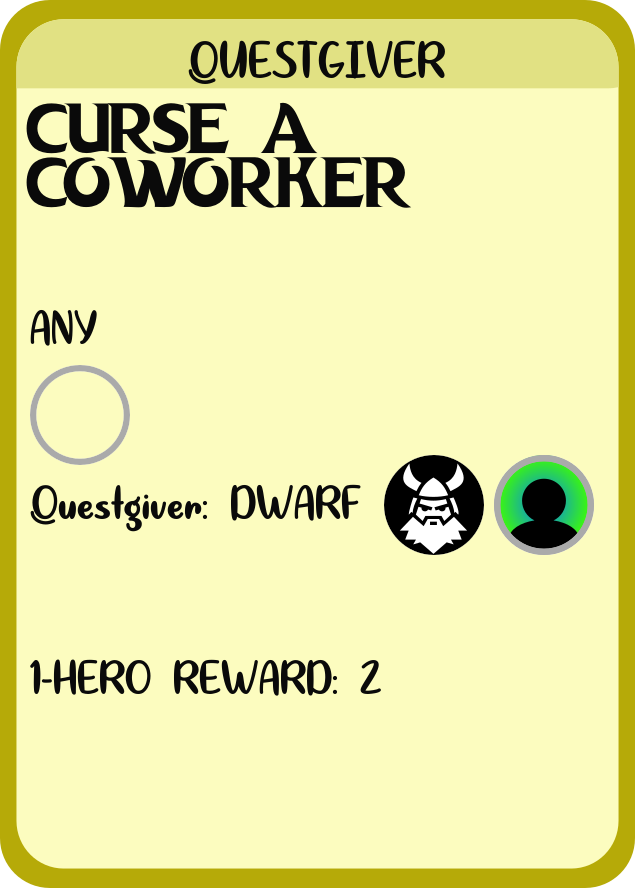 QUESTGIVER
CURSE A
COWORKER
ANY
Questgiver: DWARF
1-HERO REWARD: 2